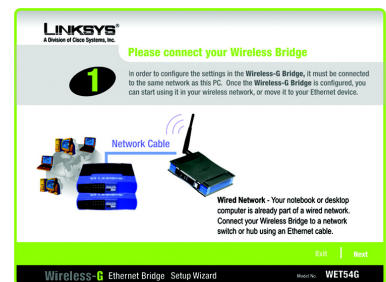 LINKSYS®
A Division of Cisco Systems, Inc.
Please connect your Wireless Bridge
1
In order to configure the settings in the Wireless-G Bridge, it must be connected
to the same network as this PC. Once the Wireless-G Bridge is configured, you
can start using it in your wireless network, or move it to your Ethernet device.
Network Cable
Wired Network - Your notebook or desktop
computer is already part of a wired network.
Connect your Wireless Bridge to a network
switch or hub using an Ethernet cable.
Exit
Next
Wireless-G Ethernet Bridge Setup Wizard
Model No. WET54G